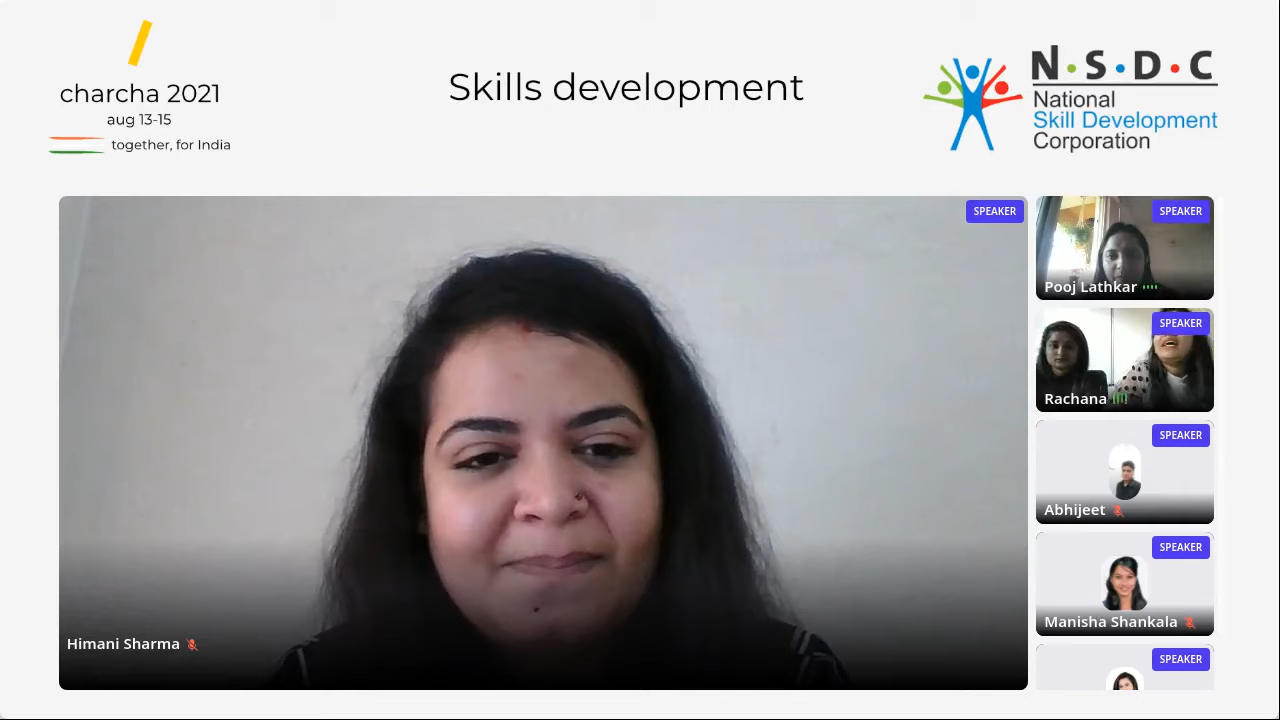 charcha 2021
aug 13-15
together, for India
Skills development
N·S·D·C
National
Skill Development
Corporation
SPEAKER
Himani Sharma
SPEAKER
Pooj Lathkar
SPEAKER
Rachana
SPEAKER
Abhijeet
SPEAKER
Manisha Shankala
SPEAKER